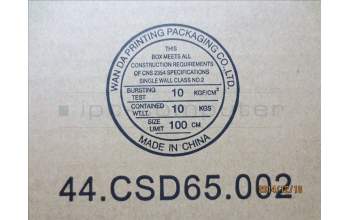 WAN DA PRINTING PACKAGING CO.,LTD.
THIS
BOX MEETS ALL
CONSTRUCTION REQUIREMENTS
OF CNS 2354 SPECIFICATIONS
SINGLE WALL CLASS NO.2
BURSTING TEST 10 KGF/CM²
CONTAINED WT.LT. 10 KGS
SIZE LIMIT 100 CM
MADE IN CHINA
44.CSD65.002